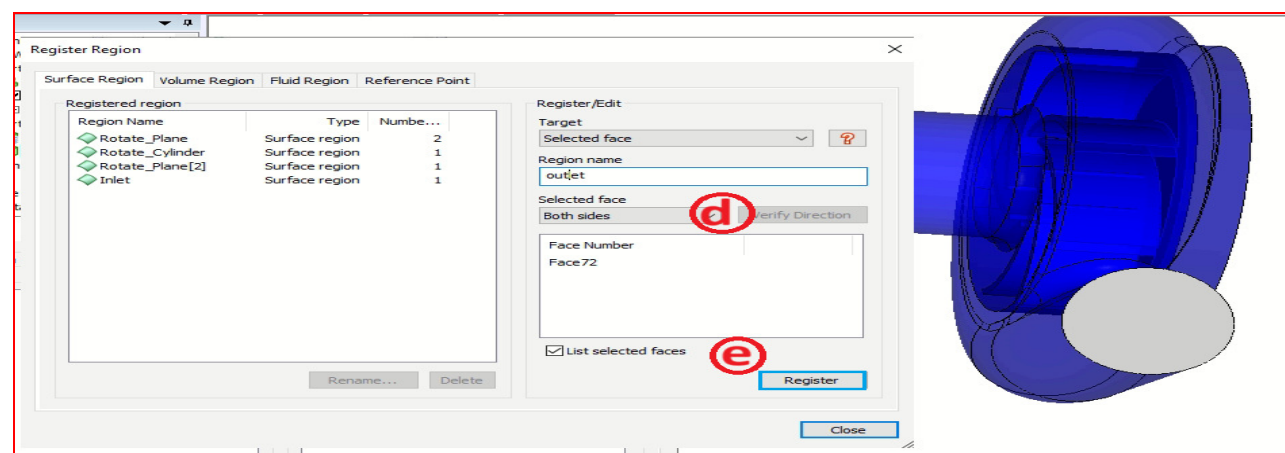 Register Region
Surface Region Volume Region Fluid Region Reference Point
Registered region
Region Name Type Numbe...
Rotate_Plane Surface region 2
Rotate_Cylinder Surface region 1
Rotate_Plane[2] Surface region 1
Inlet Surface region 1
Rename... Delete
Register/Edit
Target
Selected face
Region name
outlet
Selected face
Both sides
d
Verify Direction
Face Number
Face72
List selected faces
e
Register
Close